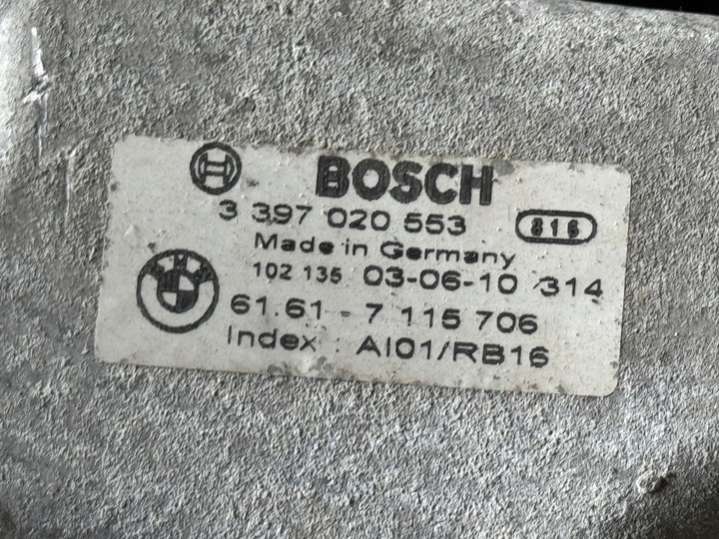 BOSCH
3 397 020 553 816
Made in Germany
102 135 03-06-10 314
61.61 - 7 115 706
Index : AI01/RB16